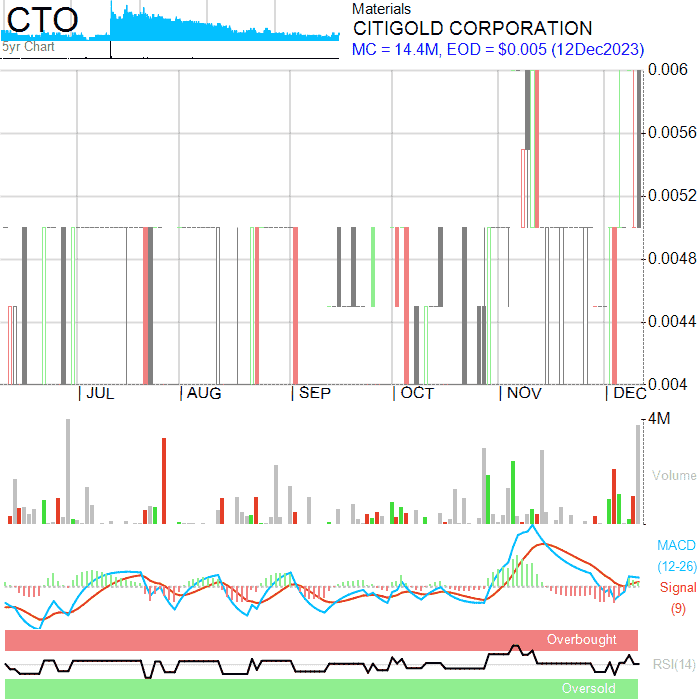 CTO
5yr Chart
Materials
CITIGOLD CORPORATION
MC = 14.4M, EOD = $0.005 (12Dec2023)
0.006
0.0056
0.0052
0.0048
0.0044
0.004
JUL AUG SEP OCT NOV DEC
4M
Volume
MACD
(12-26)
Signal
(9)
Overbought
RSI(14)
Oversold